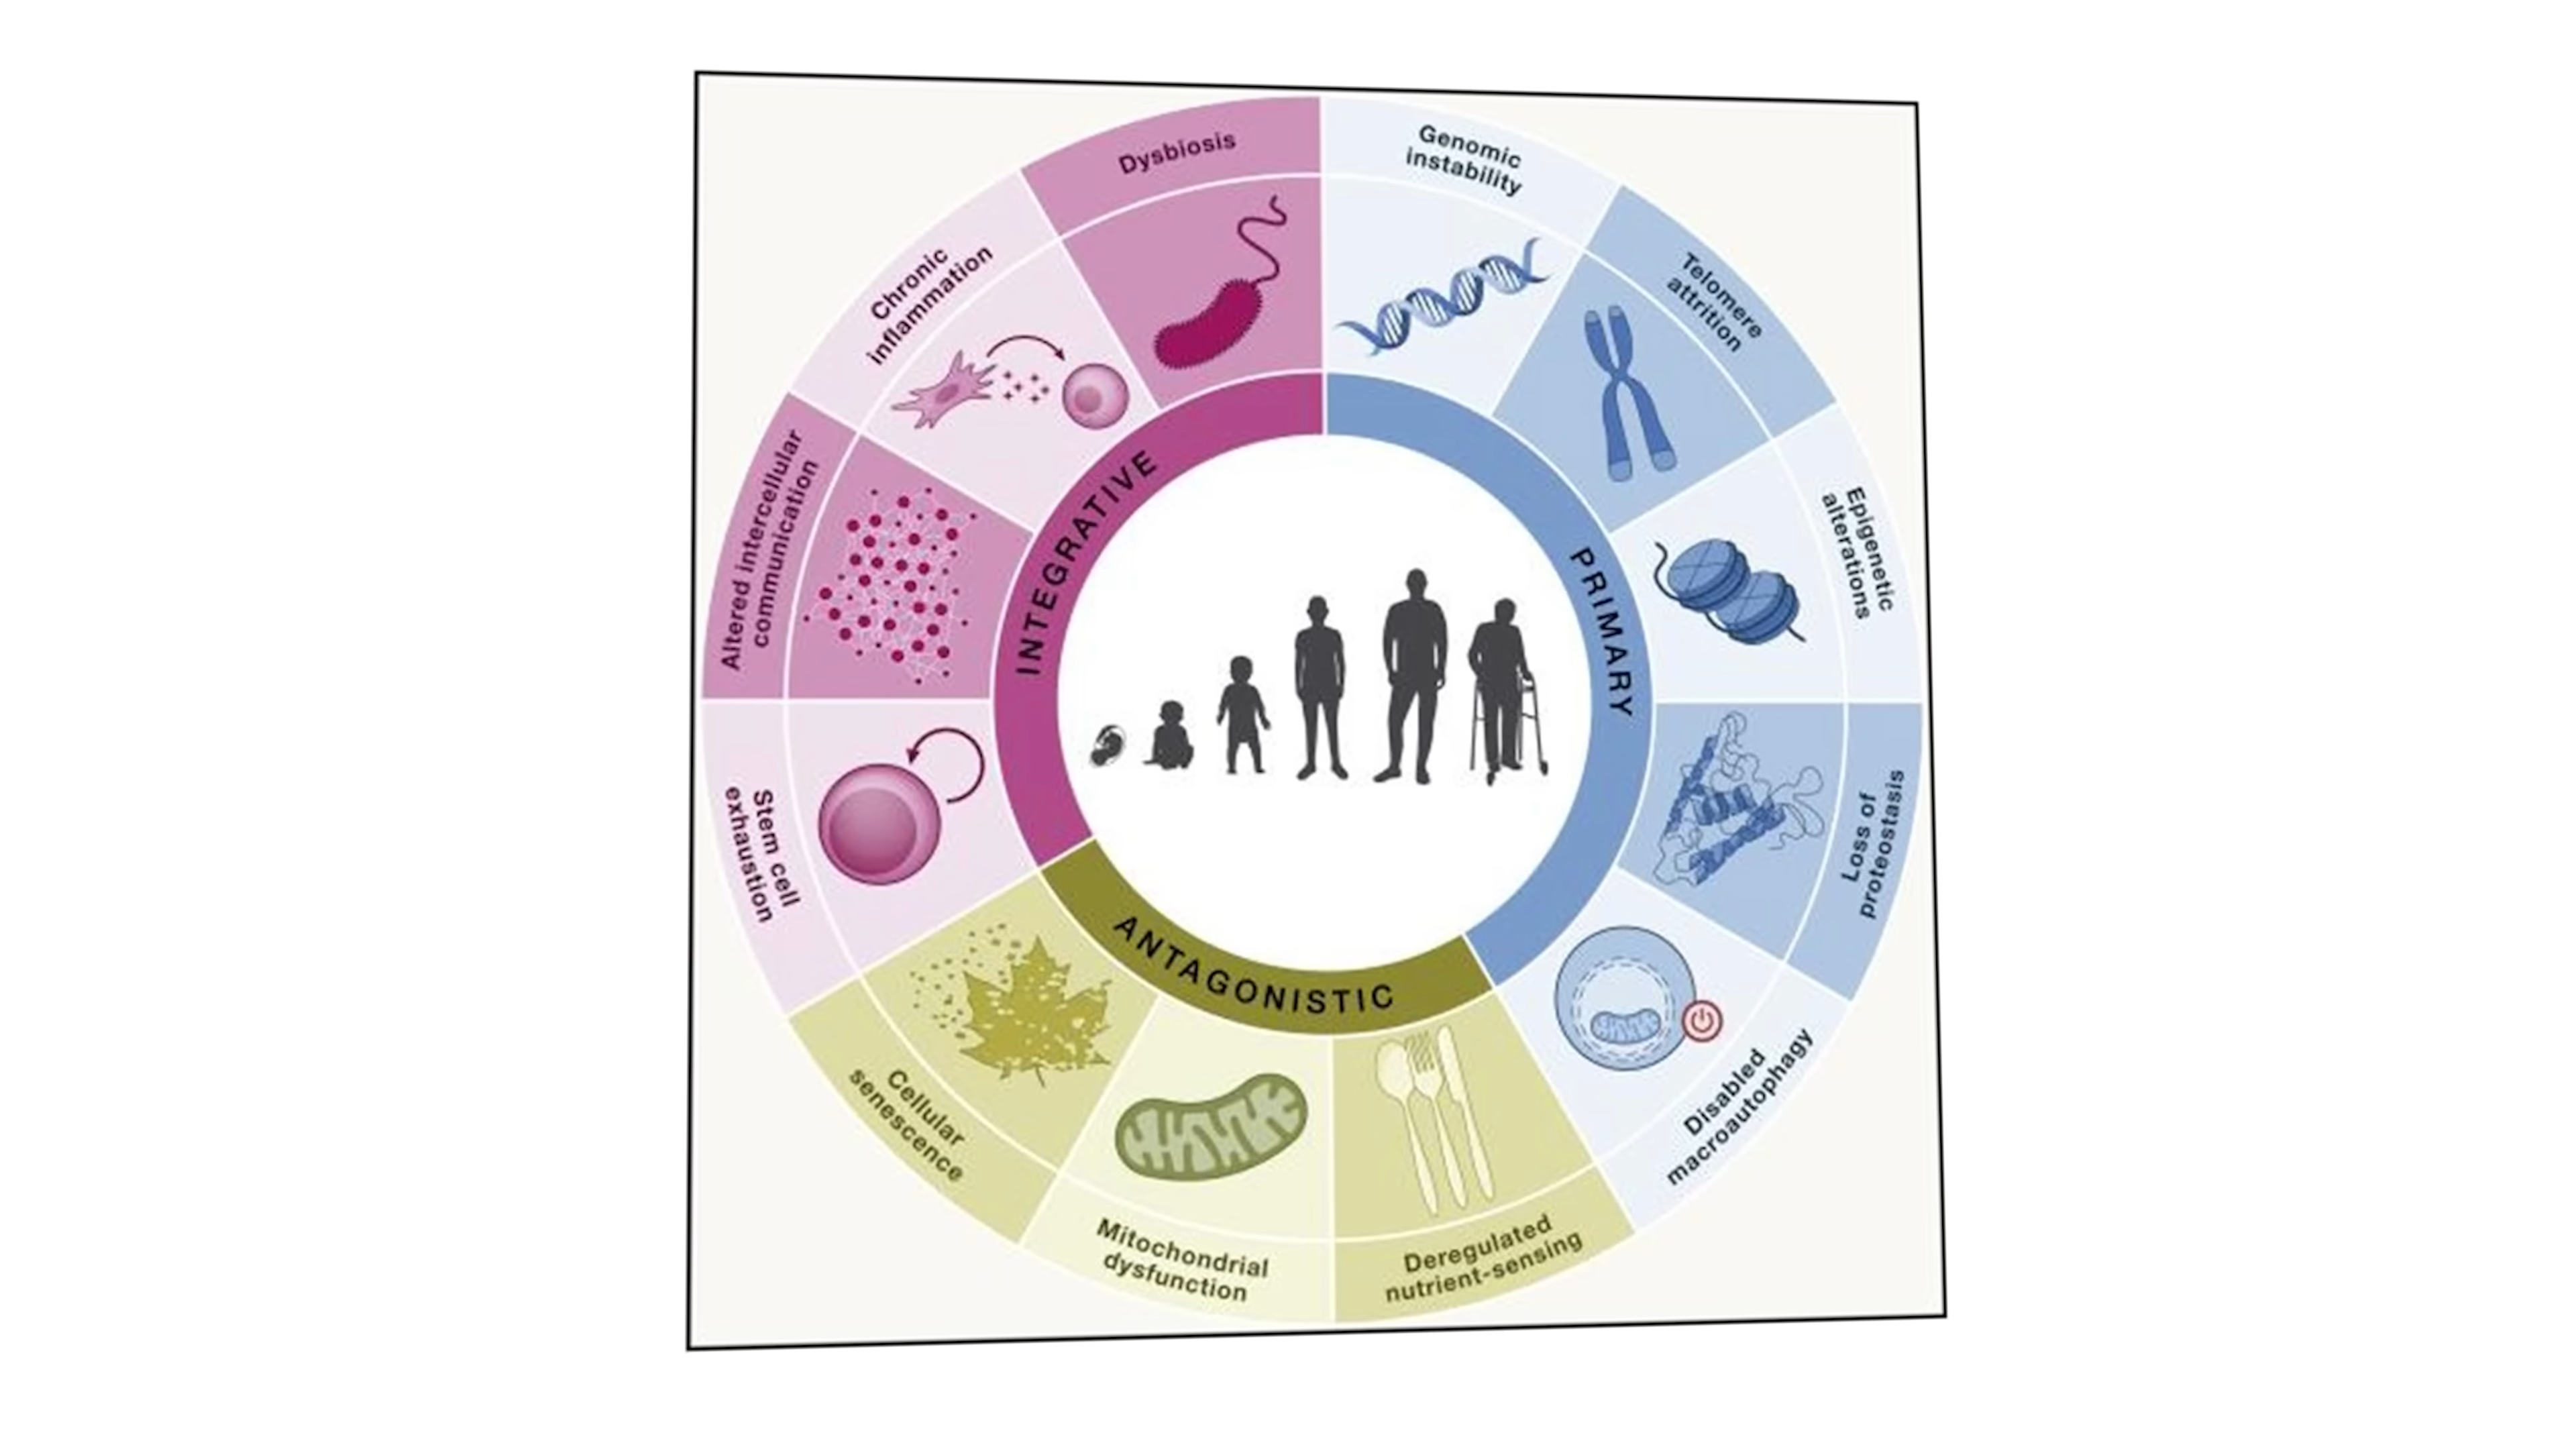 Dysbiosis
Genomic
instability
Telomere
attrition
Epigenetic
alterations
Loss of
proteostasis
Disabled
macroautophagy
Deregulated
nutrient-sensing
Mitochondrial
dysfunction
Cellular
senescence
Stem cell
exhaustion
Altered intercellular
communication
Chronic
inflammation
INTEGRATIVE
PRIMARY
ANTAGONISTIC